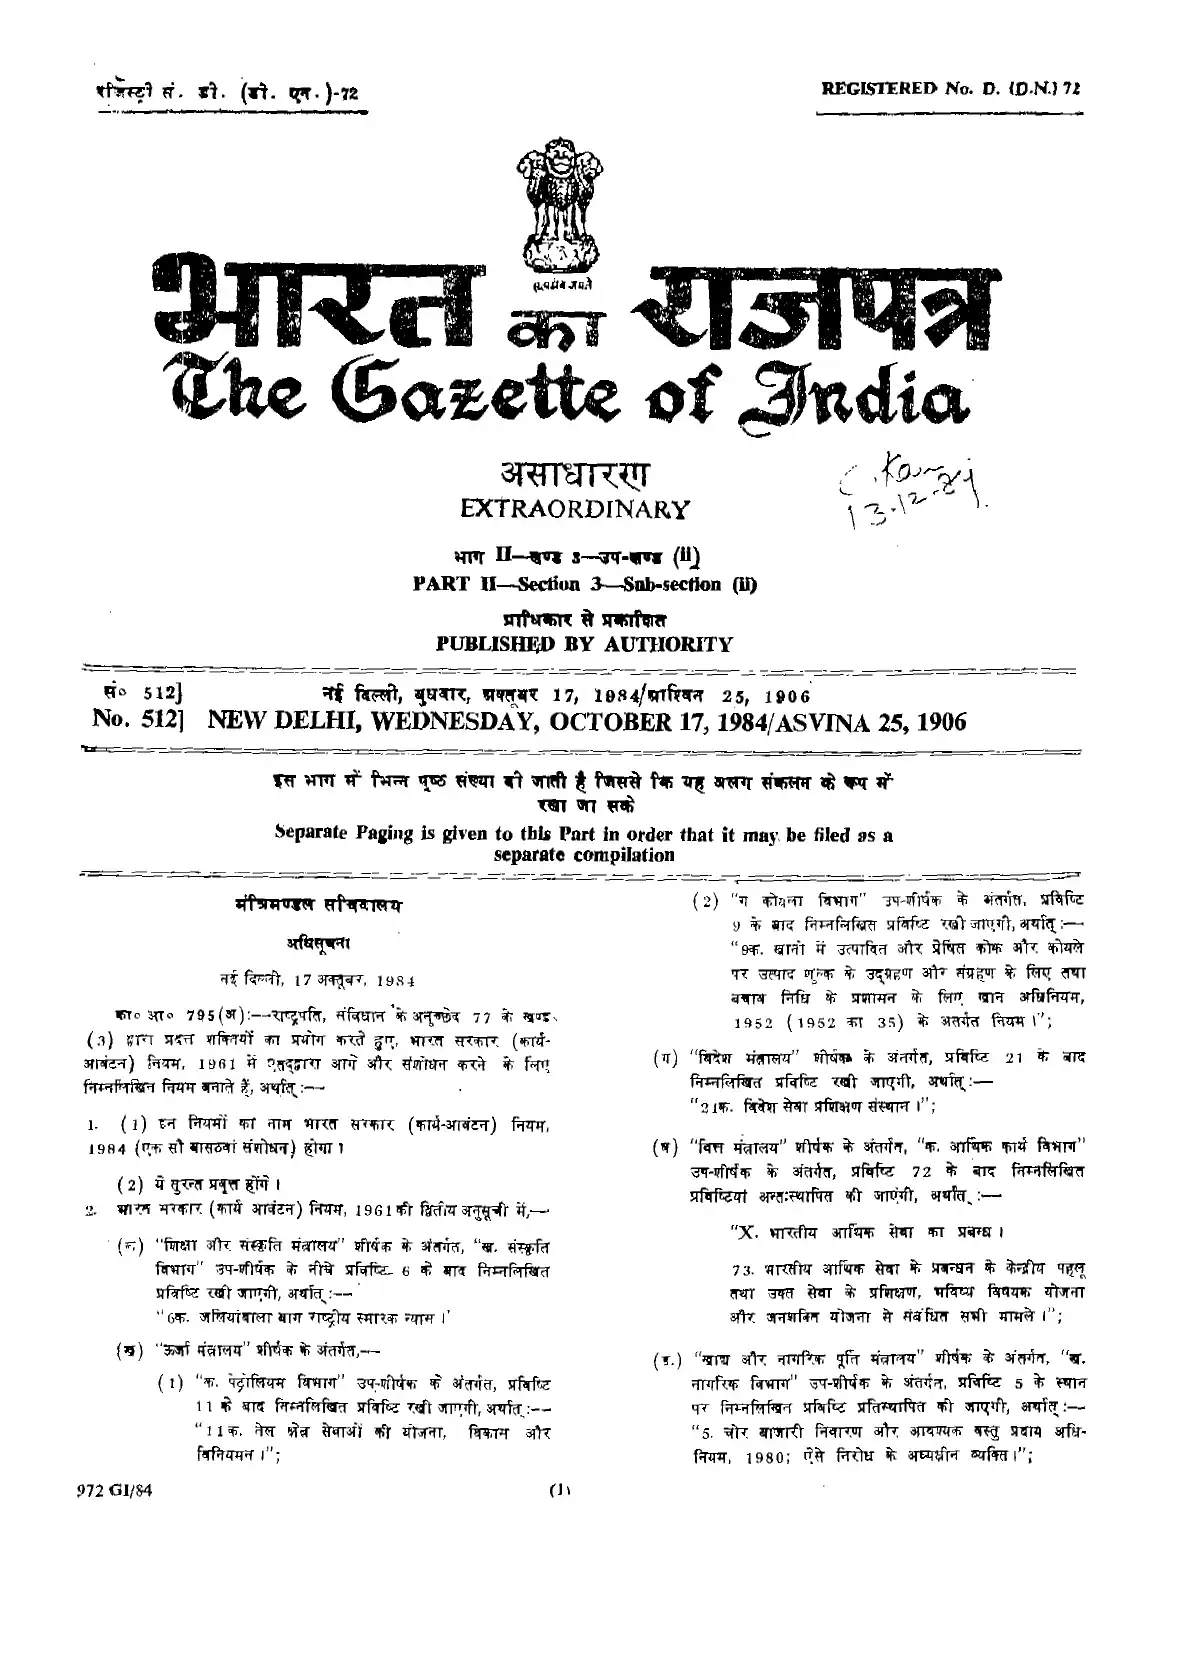 रजिस्ट्री सं. डी. (डी. एन.)-72
REGISTERED No. D. (D.N.) 72
सत्यमेव जयते
भारत का राजपत्र
The Gazette of India
असाधारण
EXTRAORDINARY
13.12.84
भाग II—खण्ड 3—उप-खण्ड (ii)
PART II—Section 3—Sub-section (ii)
प्राधिकार से प्रकाशित
PUBLISHED BY AUTHORITY
सं० 512] नई दिल्ली, बुधवार, अक्तूबर 17, 1984/आश्विन 25, 1906
No. 512] NEW DELHI, WEDNESDAY, OCTOBER 17, 1984/ASVINA 25, 1906
इस भाग में भिन्न पृष्ठ संख्या दी जाती है जिससे कि यह अलग संकलन के रूप में
रखा जा सके
Separate Paging is given to this Part in order that it may be filed as a
separate compilation
मंत्रिमण्डल सचिवालय
अधिसूचना
नई दिल्ली, 17 अक्तूबर, 1984
का० आ० 795(अ):—राष्ट्रपति, संविधान के अनुच्छेद 77 के खण्ड
(3) द्वारा प्रदत्त शक्तियों का प्रयोग करते हुए, भारत सरकार (कार्य-
आवंटन) नियम, 1961 में एतद्द्वारा आगे और संशोधन करने के लिए
निम्नलिखित नियम बनाते हैं, अर्थात् :—
1. (1) इन नियमों का नाम भारत सरकार (कार्य-आवंटन) नियम,
1984 (एक सौ बासठवां संशोधन) होगा ।
(2) ये तुरन्त प्रवृत्त होंगे ।
2. भारत सरकार (कार्य आवंटन) नियम, 1961 की द्वितीय अनुसूची में,—
(क) "शिक्षा और संस्कृति मंत्रालय" शीर्षक के अंतर्गत, "ख. संस्कृति
विभाग" उप-शीर्षक के नीचे प्रविष्टि 6 के बाद निम्नलिखित
प्रविष्टि रखी जाएगी, अर्थात् :—
"6क. जलियांवाला बाग राष्ट्रीय स्मारक न्यास ।'
(ख) "ऊर्जा मंत्रालय" शीर्षक के अंतर्गत,—
(1) "क. पेट्रोलियम विभाग" उप-शीर्षक के अंतर्गत, प्रविष्टि
11 के बाद निम्नलिखित प्रविष्टि रखी जाएगी, अर्थात् :—
"11क. तेल क्षेत्र सेवाओं की योजना, विकास और
विनियमन ।";
(2) "ग कोयला विभाग" उप-शीर्षक के अंतर्गत, प्रविष्टि
9 के बाद निम्नलिखित प्रविष्टि रखी जाएगी, अर्थात् :—
"9क. खानों में उत्पादित और प्रेषित कोक और कोयले
पर उत्पाद शुल्क के उद्ग्रहण और संग्रहण के लिए तथा
बचाव निधि के प्रशासन के लिए खान अधिनियम,
1952 (1952 का 35) के अंतर्गत नियम ।";
(ग) "विदेश मंत्रालय" शीर्षक के अंतर्गत, प्रविष्टि 21 के बाद
निम्नलिखित प्रविष्टि रखी जाएगी, अर्थात् :—
"21क. विदेश सेवा प्रशिक्षण संस्थान ।";
(घ) "वित्त मंत्रालय" शीर्षक के अंतर्गत, "क. आर्थिक कार्य विभाग"
उप-शीर्षक के अंतर्गत, प्रविष्टि 72 के बाद निम्नलिखित
प्रविष्टियां अन्तःस्थापित की जाएंगी, अर्थात् :—
"X. भारतीय आर्थिक सेवा का प्रबन्ध ।
73. भारतीय आर्थिक सेवा के प्रबन्धन के केन्द्रीय पहलू
तथा उक्त सेवा के प्रशिक्षण, भविष्य विषयक योजना
और जनशक्ति योजना से संबंधित सभी मामले ।";
(ङ) "खाद्य और नागरिक पूर्ति मंत्रालय" शीर्षक के अंतर्गत, "ख.
नागरिक विभाग" उप-शीर्षक के अंतर्गत, प्रविष्टि 5 के स्थान
पर निम्नलिखित प्रविष्टि प्रतिस्थापित की जाएगी, अर्थात् :—
"5. चोर बाजारी निवारण और आवश्यक वस्तु प्रदाय अधि-
नियम, 1980; ऐसे निरोध के अध्यधीन व्यक्ति ।";
972 GI/84
(1)